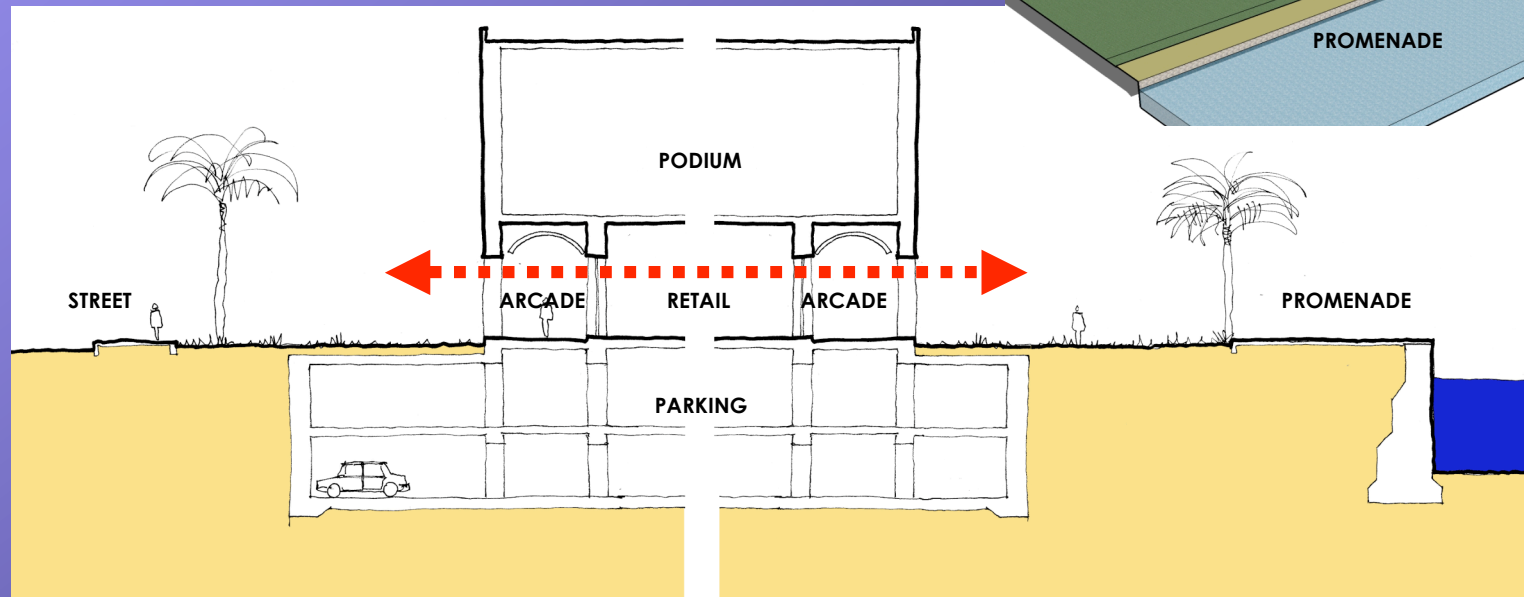 PROMENADE
PODIUM
STREET
ARCADE
RETAIL
ARCADE
PROMENADE
PARKING